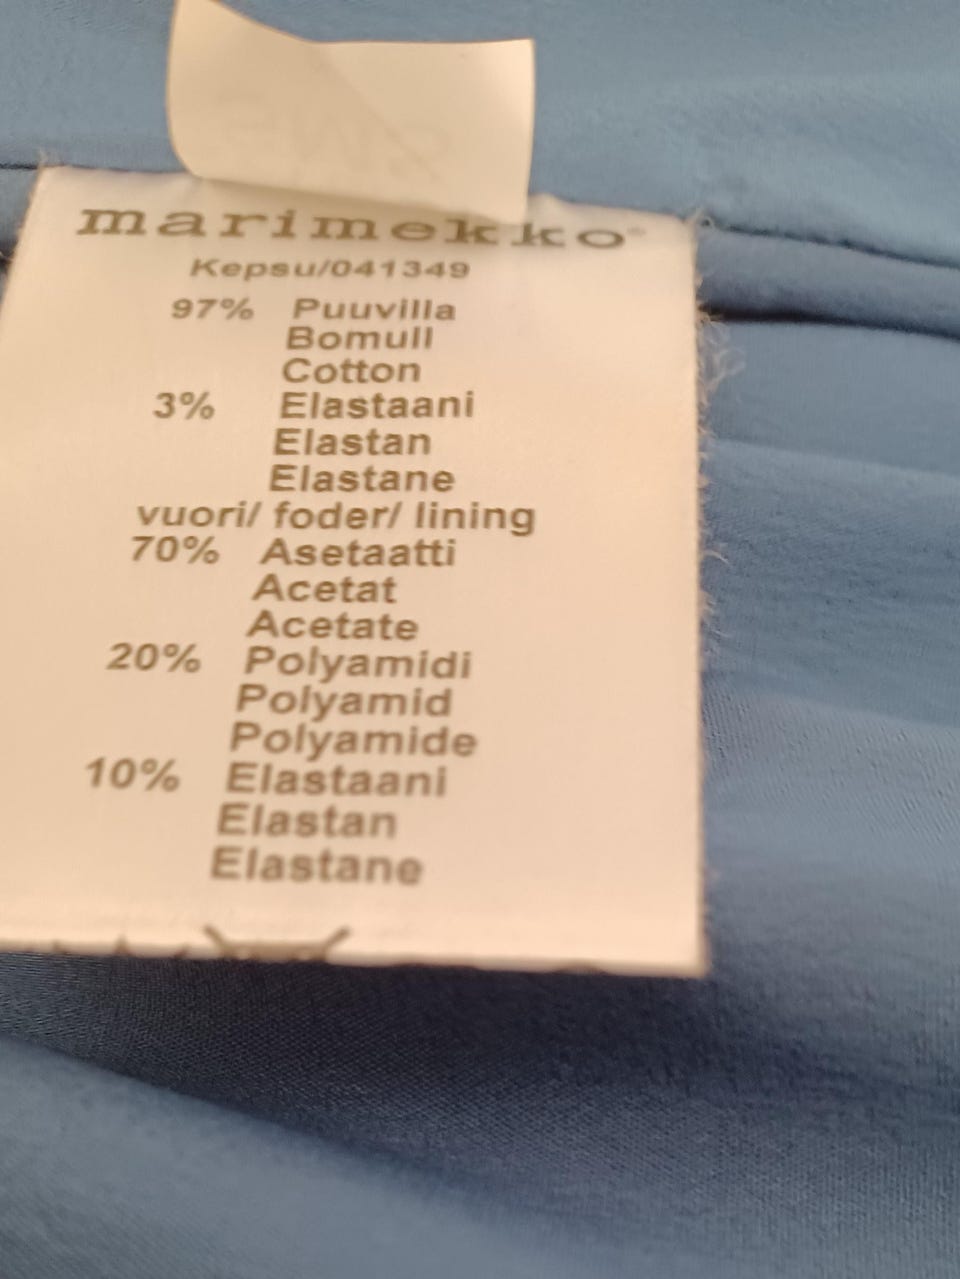 marimekko®
Kepsu/041349
97% Puuvilla
Bomull
Cotton
3% Elastaani
Elastan
Elastane
vuori/ foder/ lining
70% Asetaatti
Acetat
Acetate
20% Polyamidi
Polyamid
Polyamide
10% Elastaani
Elastan
Elastane